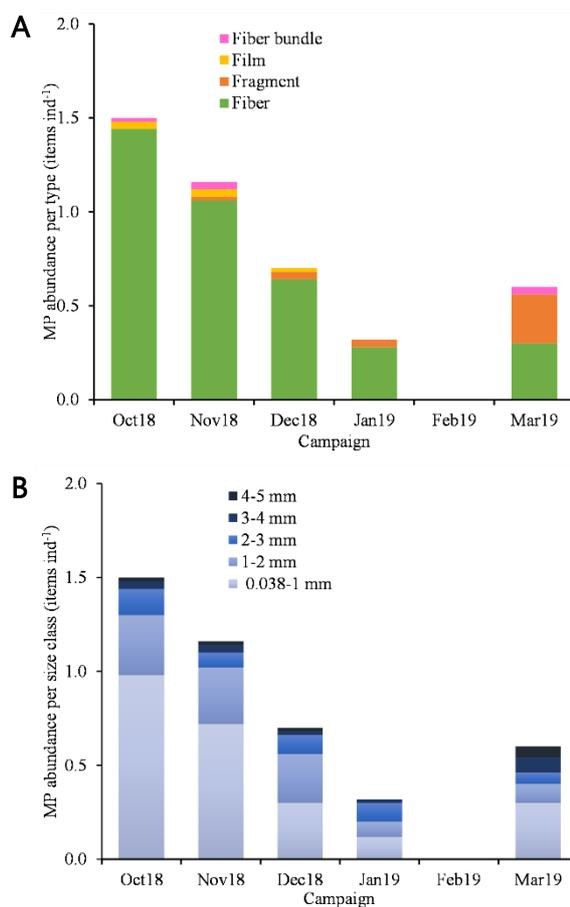 A
2.0
Fiber bundle
Film
Fragment
Fiber
1.5
1.0
0.5
0.0
MP abundance per type (items ind-1)
Oct18 Nov18 Dec18 Jan19 Feb19 Mar19
Campaign
B
2.0
4-5 mm
3-4 mm
2-3 mm
1-2 mm
0.038-1 mm
1.5
1.0
0.5
0.0
MP abundance per size class (items ind-1)
Oct18 Nov18 Dec18 Jan19 Feb19 Mar19
Campaign